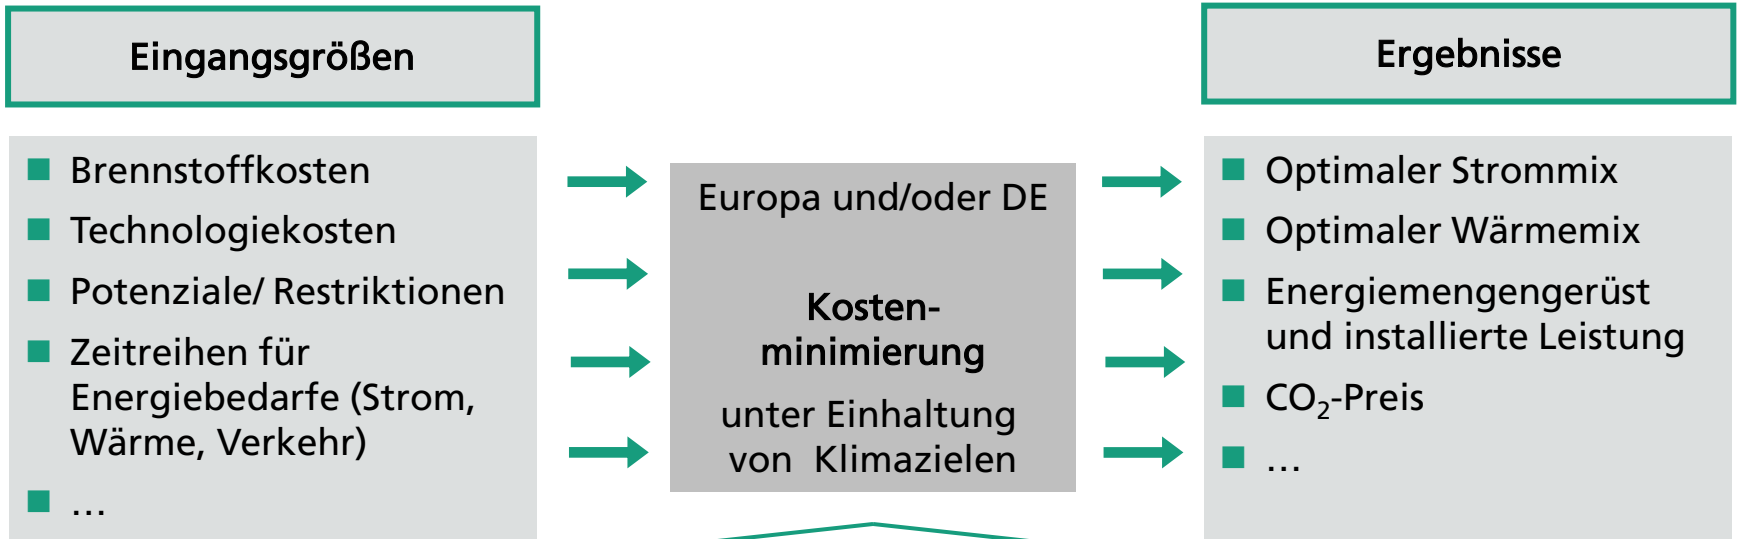 Eingangsgrößen
Brennstoffkosten
Technologiekosten
Potenziale/ Restriktionen
Zeitreihen für
Energiebedarfe (Strom,
Wärme, Verkehr)
…
Europa und/oder DE
Kosten-
minimierung
unter Einhaltung
von Klimazielen
Ergebnisse
Optimaler Strommix
Optimaler Wärmemix
Energiemengengerüst
und installierte Leistung
CO₂-Preis
…